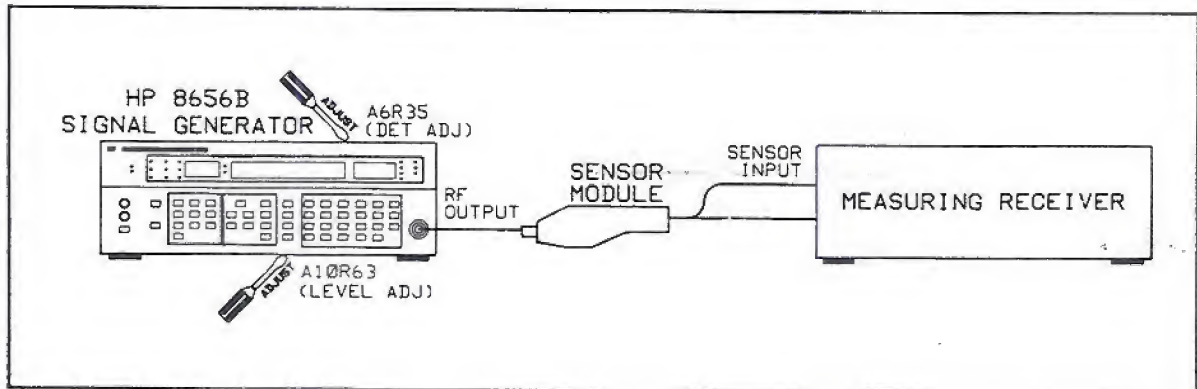 HP 8656B
SIGNAL GENERATOR
ADJUST
A6R35
(DET ADJ)
RF
OUTPUT
SENSOR
MODULE
SENSOR
INPUT
MEASURING RECEIVER
ADJUST
A10R63
(LEVEL ADJ)